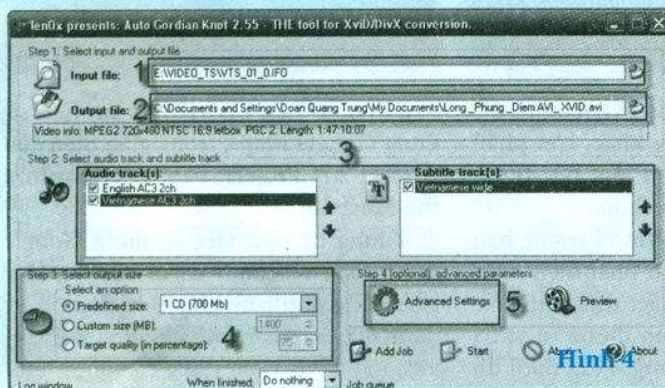 len0x presents: Auto Gordian Knot 2.55 - THE tool for XviD/DivX conversion.
Step 1: Select input and output file
Input file: 1 E:\VIDEO_TS\VTS_01_0.IFO
Output file: 2 C:\Documents and Settings\Doan Quang Trung\My Documents\Long_Phung_Diem.AVI_XVID.avi
Video info: MPEG2 720x480 NTSC 16:9 letbox PGC 2. Length: 1:47:10:07
Step 2: Select audio track and subtitle track
3
Audio track(s):
English AC3 2ch
Vietnamese AC3 2ch
Subtitle track(s):
Vietnamese wide
Step 3: Select output size
Select an option
Predefined size: 1 CD (700 Mb)
Custom size (MB): 1400
Target quality (in percentage): 75
4
Step 4 (optional): advanced parameters
Advanced Settings 5
Preview
Add Job
Start
About
Hình 4
Log window
When finished: Do nothing
Job queue